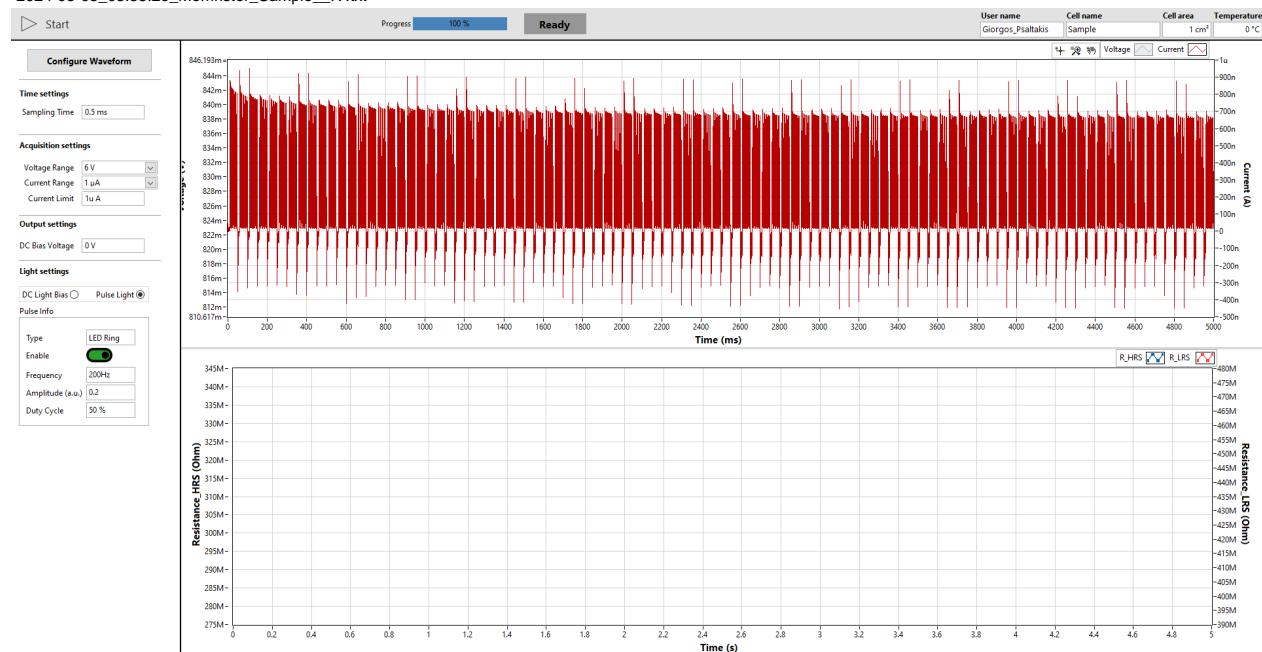 Start
Progress
100 %
Ready
User name
Cell name
Cell area
Temperature
Giorgos_Psaltakis
Sample
1 cm²
0 °C
Configure Waveform
Time settings
Sampling Time 0.5 ms
Acquisition settings
Voltage Range 6 V
Current Range 1 µA
Current Limit 1u A
Output settings
DC Bias Voltage 0 V
Light settings
DC Light Bias
Pulse Light
Pulse Info
Type LED Ring
Enable
Frequency 200Hz
Amplitude (a.u.) 0.2
Duty Cycle 50 %
Voltage
Current
846.193m
844m
842m
840m
838m
836m
834m
832m
830m
828m
826m
824m
822m
820m
818m
816m
814m
812m
810.617m
1u
900n
800n
700n
600n
500n
400n
300n
200n
100n
0
-100n
-200n
-300n
-400n
-500n
Current (A)
0 200 400 600 800 1000 1200 1400 1600 1800 2000 2200 2400 2600 2800 3000 3200 3400 3600 3800 4000 4200 4400 4600 4800 5000
Time (ms)
R_HRS
R_LRS
345M
340M
335M
330M
325M
320M
315M
310M
305M
300M
295M
290M
285M
280M
275M
Resistance_HRS (Ohm)
480M
475M
470M
465M
460M
455M
450M
445M
440M
435M
430M
425M
420M
415M
410M
405M
400M
395M
390M
Resistance_LRS (Ohm)
0 0.2 0.4 0.6 0.8 1 1.2 1.4 1.6 1.8 2 2.2 2.4 2.6 2.8 3 3.2 3.4 3.6 3.8 4 4.2 4.4 4.6 4.8 5
Time (s)